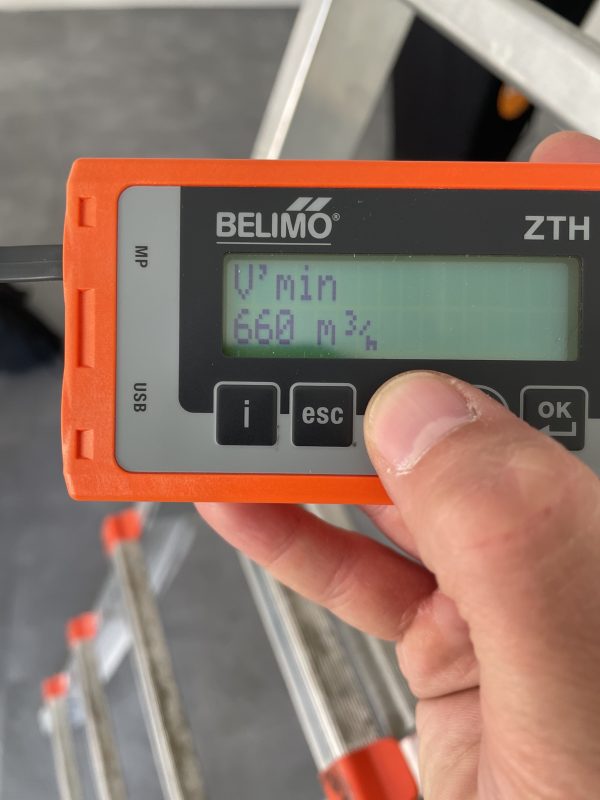 BELIMO®
ZTH
MP
V'min
660 m³/h
USB
i
esc
OK